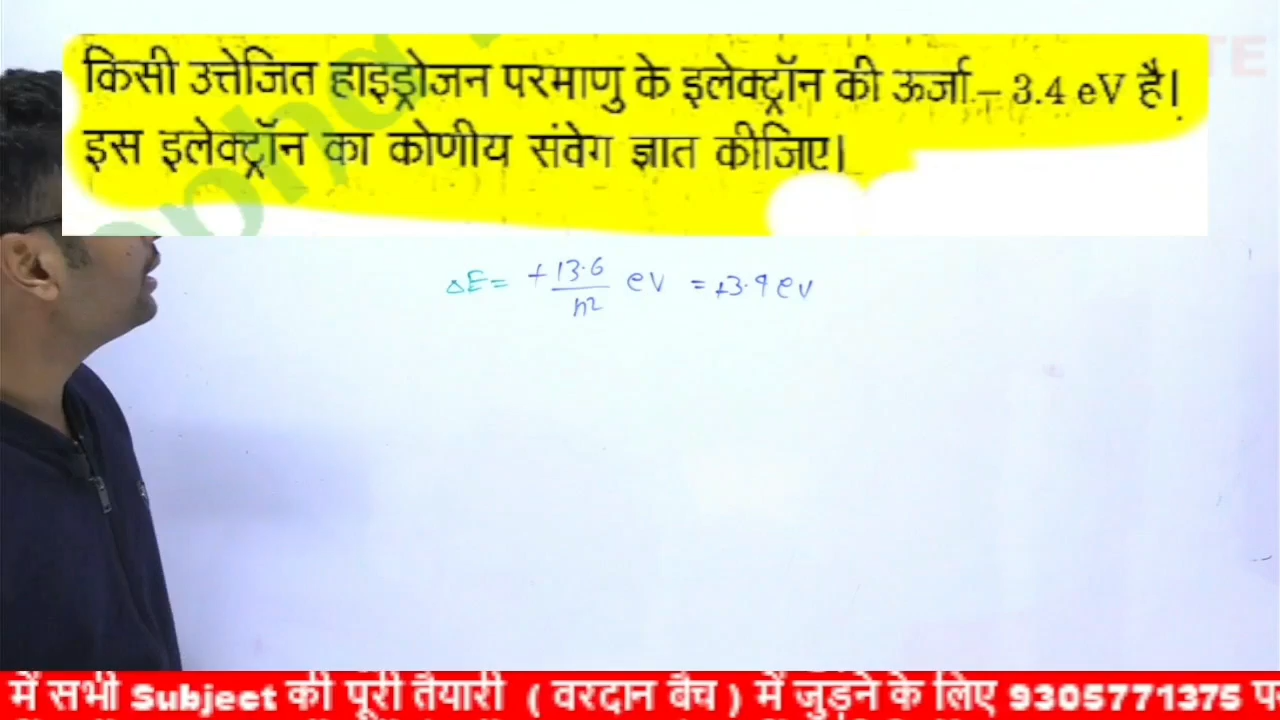 किसी उत्तेजित हाइड्रोजन परमाणु के इलेक्ट्रॉन की ऊर्जा – 3.4 eV है।
इस इलेक्ट्रॉन का कोणीय संवेग ज्ञात कीजिए।
ΔE = +13.6/n² eV = +3.4 eV
में सभी Subject की पूरी तैयारी ( वरदान बैच ) में जुड़ने के लिए 9305771375 प